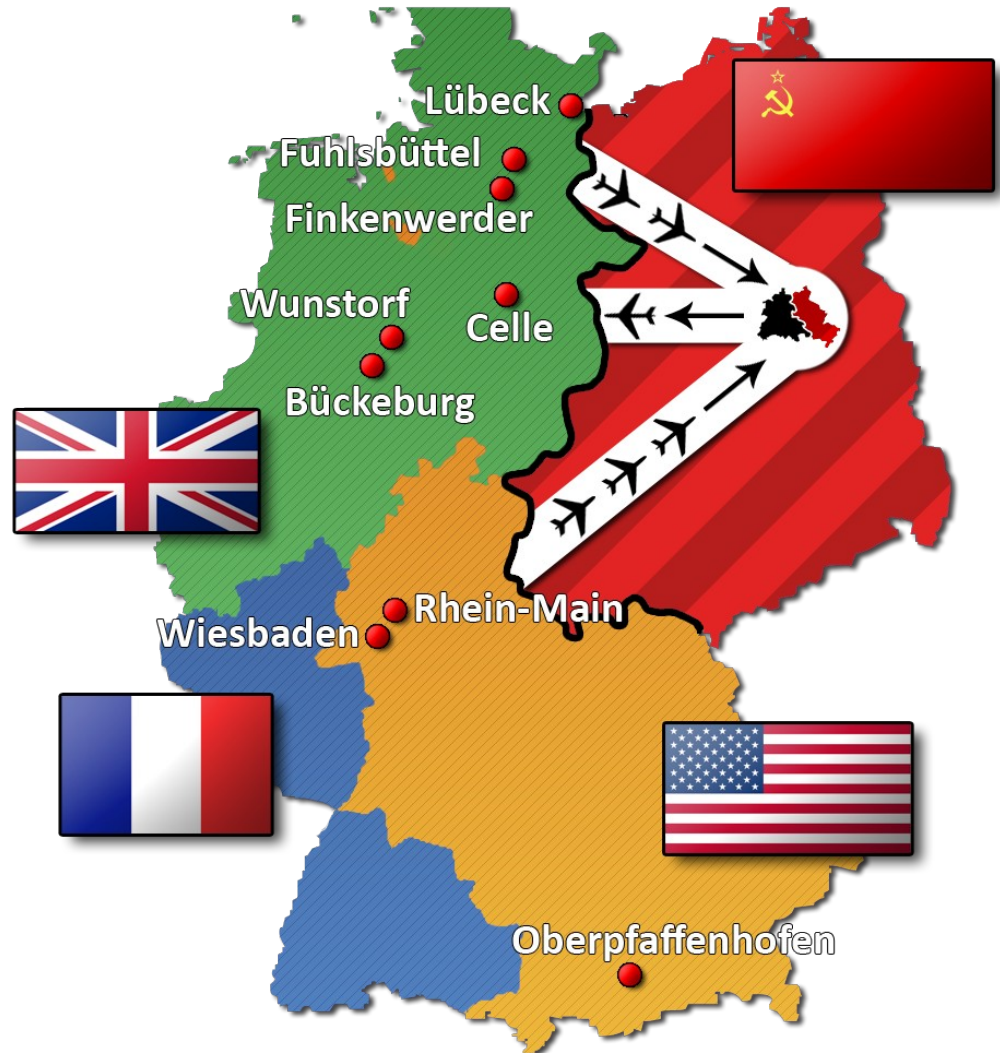 Lübeck
Fuhlsbüttel
Finkenwerder
Wunstorf
Celle
Bückeburg
Rhein-Main
Wiesbaden
Oberpfaffenhofen